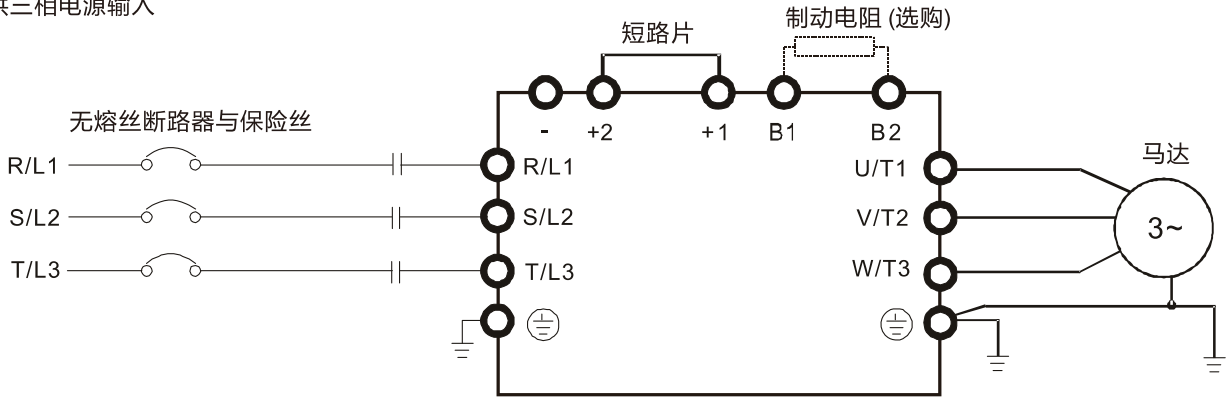 三相电源输入
制动电阻 (选购)
短路片
无熔丝断路器与保险丝
- +2 +1 B1 B2
马达
R/L1 R/L1 U/T1
S/L2 S/L2 V/T2
3~
T/L3 T/L3 W/T3